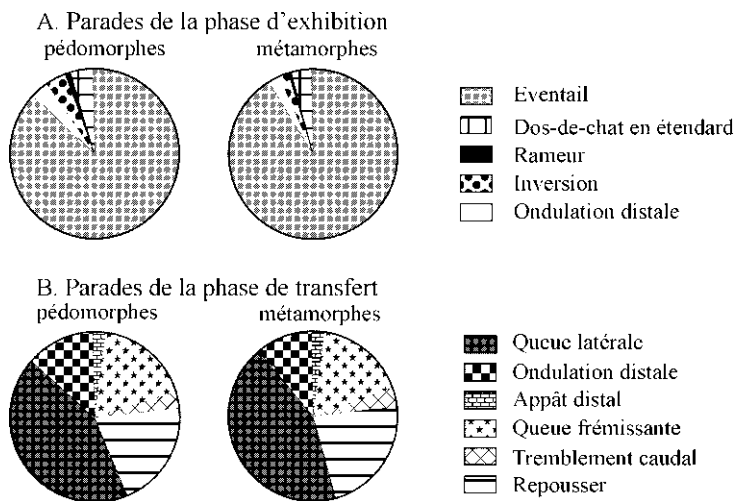 A. Parades de la phase d'exhibition
pédomorphes métamorphes
Eventail
Dos-de-chat en étendard
Rameur
Inversion
Ondulation distale
B. Parades de la phase de transfert
pédomorphes métamorphes
Queue latérale
Ondulation distale
Appât distal
Queue frémissante
Tremblement caudal
Repousser